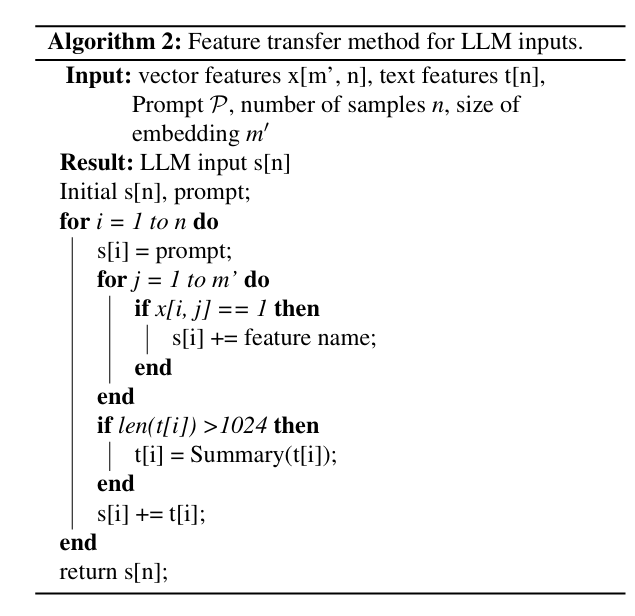 Algorithm 2: Feature transfer method for LLM inputs.
Input: vector features x[m’, n], text features t[n],
Prompt 𝒫, number of samples n, size of
embedding m′
Result: LLM input s[n]
Initial s[n], prompt;
for i = 1 to n do
s[i] = prompt;
for j = 1 to m’ do
if x[i, j] == 1 then
s[i] += feature name;
end
end
if len(t[i]) >1024 then
t[i] = Summary(t[i]);
end
s[i] += t[i];
end
return s[n];